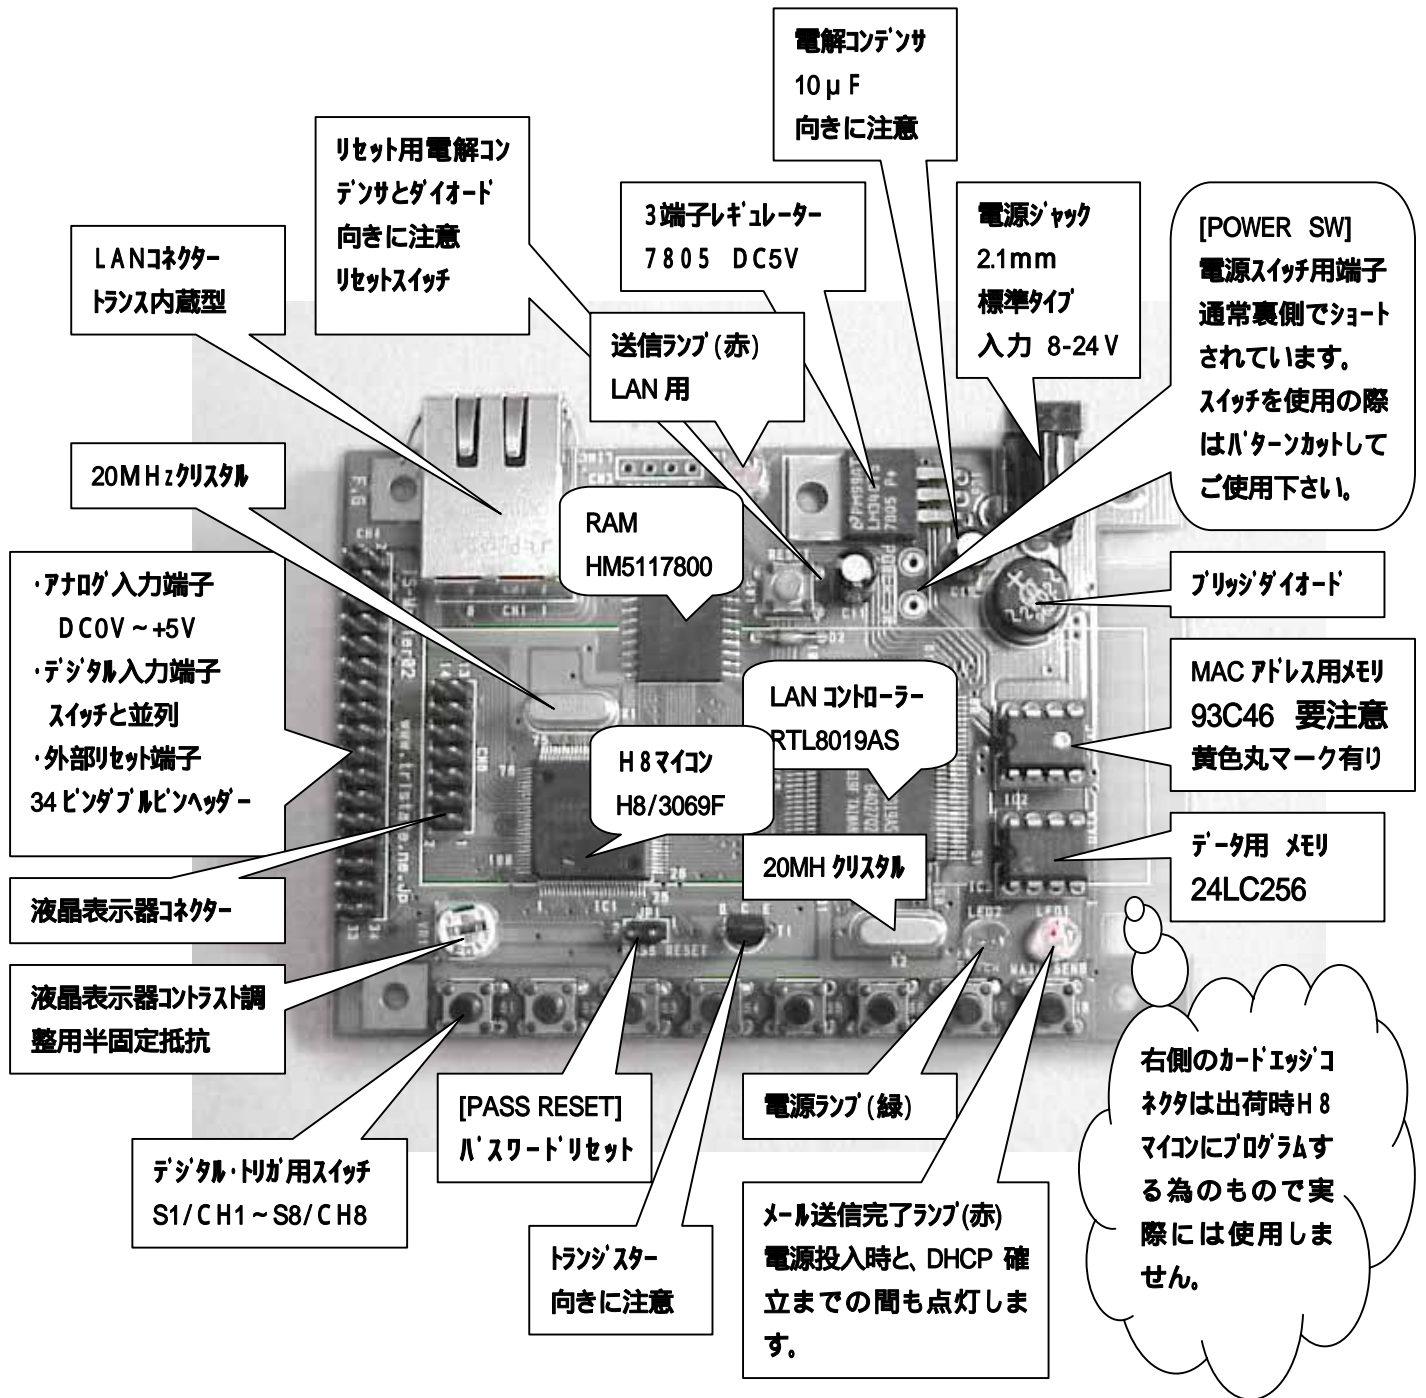 電解ｺﾝﾃﾞﾝｻ
10μF
向きに注意
ﾘｾｯﾄ用電解ｺﾝ
ﾃﾞﾝｻとﾀﾞｲｵｰﾄﾞ
向きに注意
ﾘｾｯﾄｽｲｯﾁ
3端子ﾚｷﾞｭﾚｰﾀｰ
7805 DC5V
電源ｼﾞｬｯｸ
2.1mm
標準ﾀｲﾌﾟ
入力 8-24V
[POWER SW]
電源ｽｲｯﾁ用端子
通常裏側でｼｮｰﾄ
されています。
ｽｲｯﾁを使用の際
はﾊﾟﾀｰﾝｶｯﾄして
ご使用下さい。
LANｺﾈｸﾀｰ
ﾄﾗﾝｽ内蔵型
送信ﾗﾝﾌﾟ(赤)
LAN用
20MHzｸﾘｽﾀﾙ
RAM
HM5117800
・ｱﾅﾛｸﾞ入力端子
DC0V～+5V
・ﾃﾞｼﾞﾀﾙ入力端子
ｽｲｯﾁと並列
・外部ﾘｾｯﾄ端子
34ﾋﾟﾝﾀﾞﾌﾞﾙﾋﾟﾝﾍｯﾀﾞｰ
ﾌﾞﾘｯｼﾞﾀﾞｲｵｰﾄﾞ
LANｺﾝﾄﾛｰﾗｰ
RTL8019AS
MACｱﾄﾞﾚｽ用ﾒﾓﾘ
93C46 要注意
黄色丸マーク有り
H8ﾏｲｺﾝ
H8/3069F
20MHｸﾘｽﾀﾙ
ﾃﾞｰﾀ用 ﾒﾓﾘ
24LC256
液晶表示器ｺﾈｸﾀｰ
液晶表示器ｺﾝﾄﾗｽﾄ調
整用半固定抵抗
[PASS RESET]
ﾊﾟｽﾜｰﾄﾞﾘｾｯﾄ
電源ﾗﾝﾌﾟ(緑)
ﾃﾞｼﾞﾀﾙ・ﾄﾘｶﾞ用ｽｲｯﾁ
S1/CH1～S8/CH8
ﾄﾗﾝｼﾞｽﾀｰ
向きに注意
ﾒｰﾙ送信完了ﾗﾝﾌﾟ(赤)
電源投入時と、DHCP 確
立までの間も点灯しま
す。
右側のｶｰﾄﾞｴｯｼﾞｺ
ﾈｸﾀは出荷時H8
ﾏｲｺﾝにﾌﾟﾛｸﾞﾗﾑす
る為のもので実
際には使用しま
せん。
CN1
CN3
7805
JP1
IC1
T1
X2
LED2
LED1